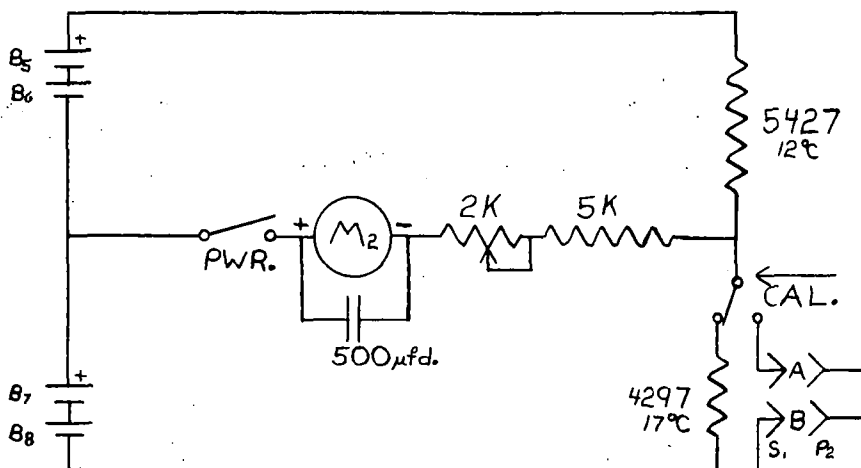 +
B5
B6
5427
12°C
2K
5K
+
M2
-
PWR.
CAL.
500µfd.
+
B7
B8
4297
17°C
A
B
S1
P2